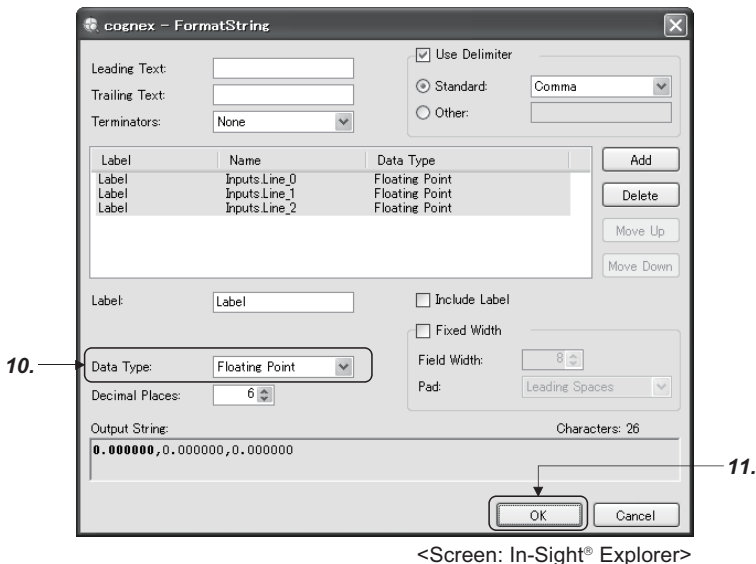 cognex - FormatString
Leading Text:
Trailing Text:
Terminators: None
Use Delimiter
Standard: Comma
Other:
Label Name Data Type
Label Inputs.Line_0 Floating Point
Label Inputs.Line_1 Floating Point
Label Inputs.Line_2 Floating Point
Add
Delete
Move Up
Move Down
Label: Label
Include Label
Fixed Width
10.
Data Type: Floating Point
Field Width: 8
Decimal Places: 6
Pad: Leading Spaces
Output String: Characters: 26
0.000000,0.000000,0.000000
11.
OK Cancel
<Screen: In-Sight® Explorer>